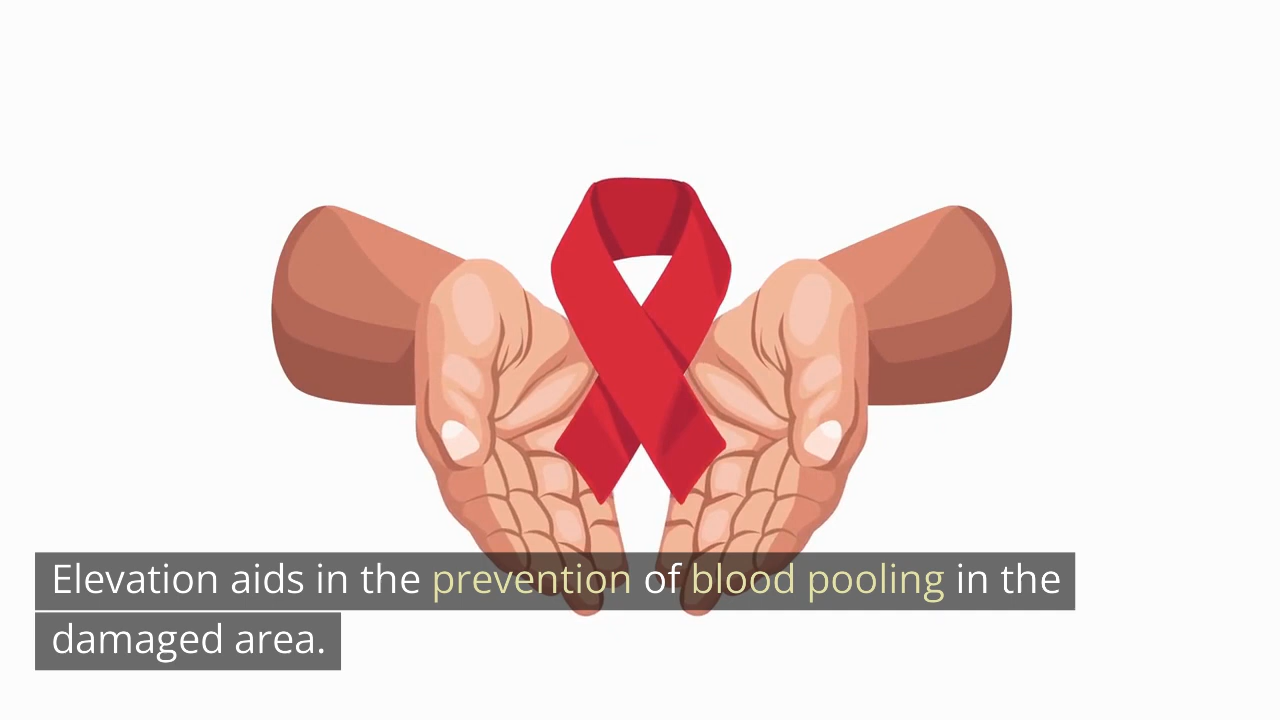 Elevation aids in the prevention of blood pooling in the
damaged area.